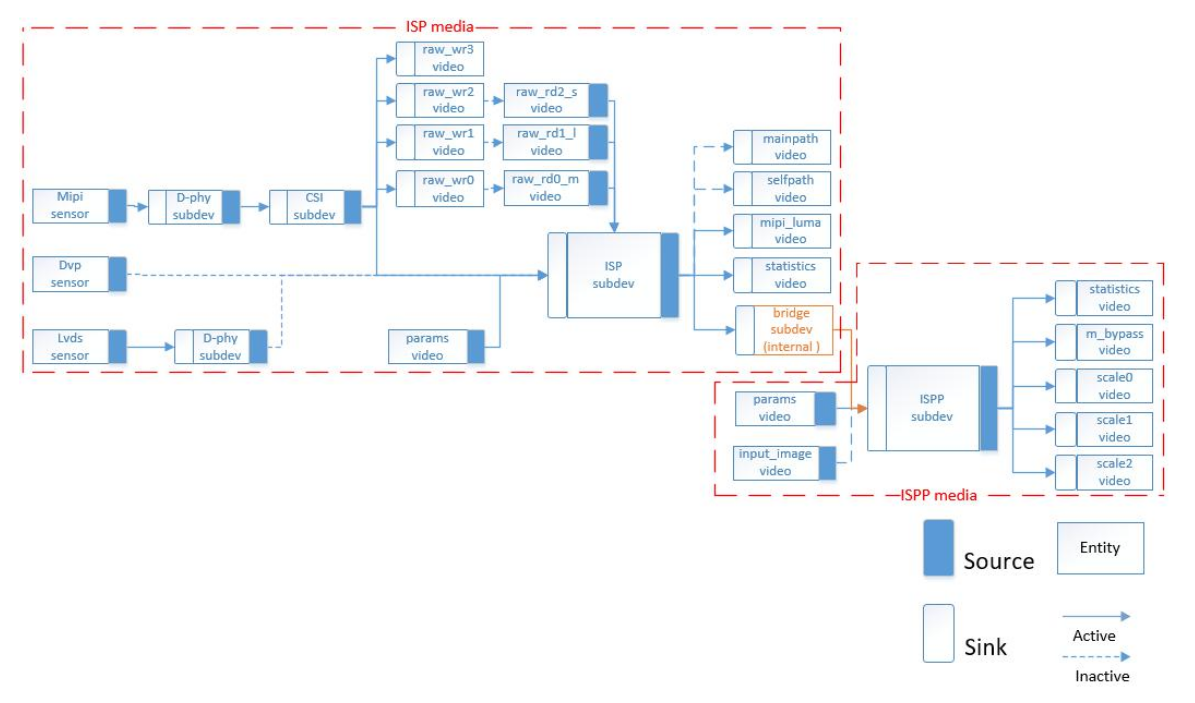 ISP media
raw_wr3
video
raw_wr2
video
raw_rd2_s
video
raw_wr1
video
raw_rd1_l
video
raw_wr0
video
raw_rd0_m
video
Mipi
sensor
D-phy
subdev
CSI
subdev
Dvp
sensor
Lvds
sensor
D-phy
subdev
params
video
ISP
subdev
mainpath
video
selfpath
video
mipi_luma
video
statistics
video
bridge
subdev
(internal )
params
video
input_image
video
ISPP
subdev
statistics
video
m_bypass
video
scale0
video
scale1
video
scale2
video
ISPP media
Source
Entity
Sink
Active
Inactive